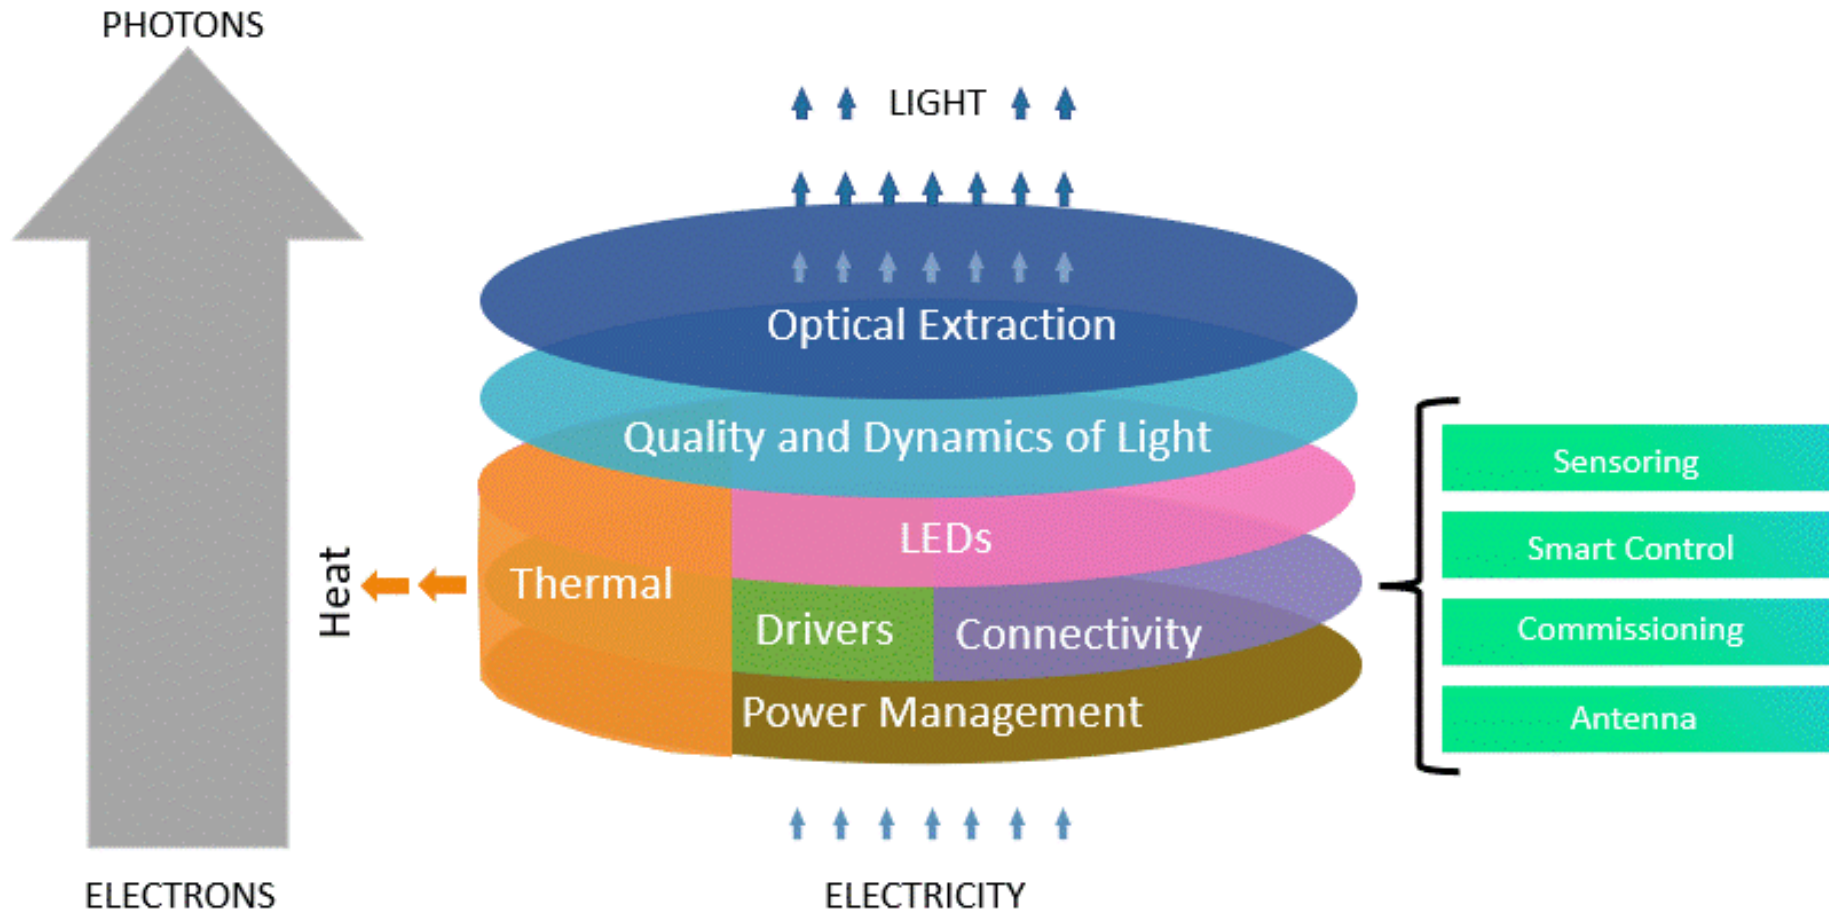 PHOTONS
LIGHT
Optical Extraction
Quality and Dynamics of Light
LEDs
Thermal
Heat
Drivers
Connectivity
Power Management
Sensoring
Smart Control
Commissioning
Antenna
ELECTRONS
ELECTRICITY